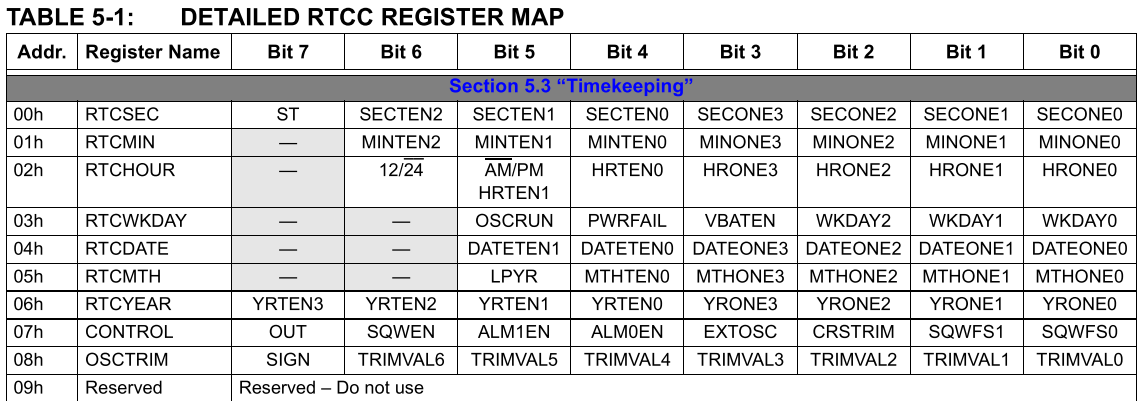 TABLE 5-1: DETAILED RTCC REGISTER MAP
Addr. Register Name Bit 7 Bit 6 Bit 5 Bit 4 Bit 3 Bit 2 Bit 1 Bit 0
Section 5.3 “Timekeeping”
00h RTCSEC ST SECTEN2 SECTEN1 SECTEN0 SECONE3 SECONE2 SECONE1 SECONE0
01h RTCMIN — MINTEN2 MINTEN1 MINTEN0 MINONE3 MINONE2 MINONE1 MINONE0
02h RTCHOUR — 12/2̅4̅ A̅M̅/PM HRTEN0 HRONE3 HRONE2 HRONE1 HRONE0
HRTEN1
03h RTCWKDAY — — OSCRUN PWRFAIL VBATEN WKDAY2 WKDAY1 WKDAY0
04h RTCDATE — — DATETEN1 DATETEN0 DATEONE3 DATEONE2 DATEONE1 DATEONE0
05h RTCMTH — — LPYR MTHTEN0 MTHONE3 MTHONE2 MTHONE1 MTHONE0
06h RTCYEAR YRTEN3 YRTEN2 YRTEN1 YRTEN0 YRONE3 YRONE2 YRONE1 YRONE0
07h CONTROL OUT SQWEN ALM1EN ALM0EN EXTOSC CRSTRIM SQWFS1 SQWFS0
08h OSCTRIM SIGN TRIMVAL6 TRIMVAL5 TRIMVAL4 TRIMVAL3 TRIMVAL2 TRIMVAL1 TRIMVAL0
09h Reserved Reserved – Do not use